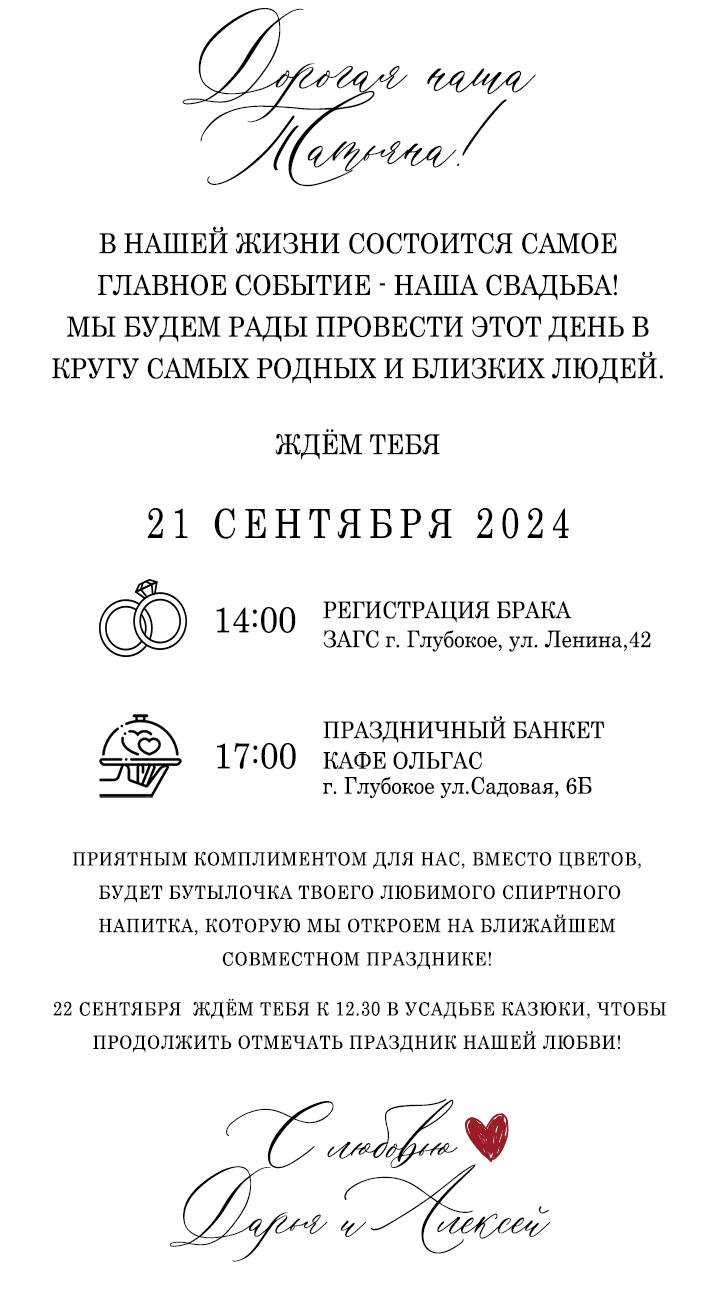 Дорогая наша
Татьяна!
В НАШЕЙ ЖИЗНИ СОСТОИТСЯ САМОЕ
ГЛАВНОЕ СОБЫТИЕ - НАША СВАДЬБА!
МЫ БУДЕМ РАДЫ ПРОВЕСТИ ЭТОТ ДЕНЬ В
КРУГУ САМЫХ РОДНЫХ И БЛИЗКИХ ЛЮДЕЙ.
ЖДЁМ ТЕБЯ
21 СЕНТЯБРЯ 2024
14:00
РЕГИСТРАЦИЯ БРАКА
ЗАГС г. Глубокое, ул. Ленина,42
17:00
ПРАЗДНИЧНЫЙ БАНКЕТ
КАФЕ ОЛЬГАС
г. Глубокое ул.Садовая, 6Б
ПРИЯТНЫМ КОМПЛИМЕНТОМ ДЛЯ НАС, ВМЕСТО ЦВЕТОВ,
БУДЕТ БУТЫЛОЧКА ТВОЕГО ЛЮБИМОГО СПИРТНОГО
НАПИТКА, КОТОРУЮ МЫ ОТКРОЕМ НА БЛИЖАЙШЕМ
СОВМЕСТНОМ ПРАЗДНИКЕ!
22 СЕНТЯБРЯ ЖДЁМ ТЕБЯ К 12.30 В УСАДЬБЕ КАЗЮКИ, ЧТОБЫ
ПРОДОЛЖИТЬ ОТМЕЧАТЬ ПРАЗДНИК НАШЕЙ ЛЮБВИ!
С любовью
Дарья и Алексей